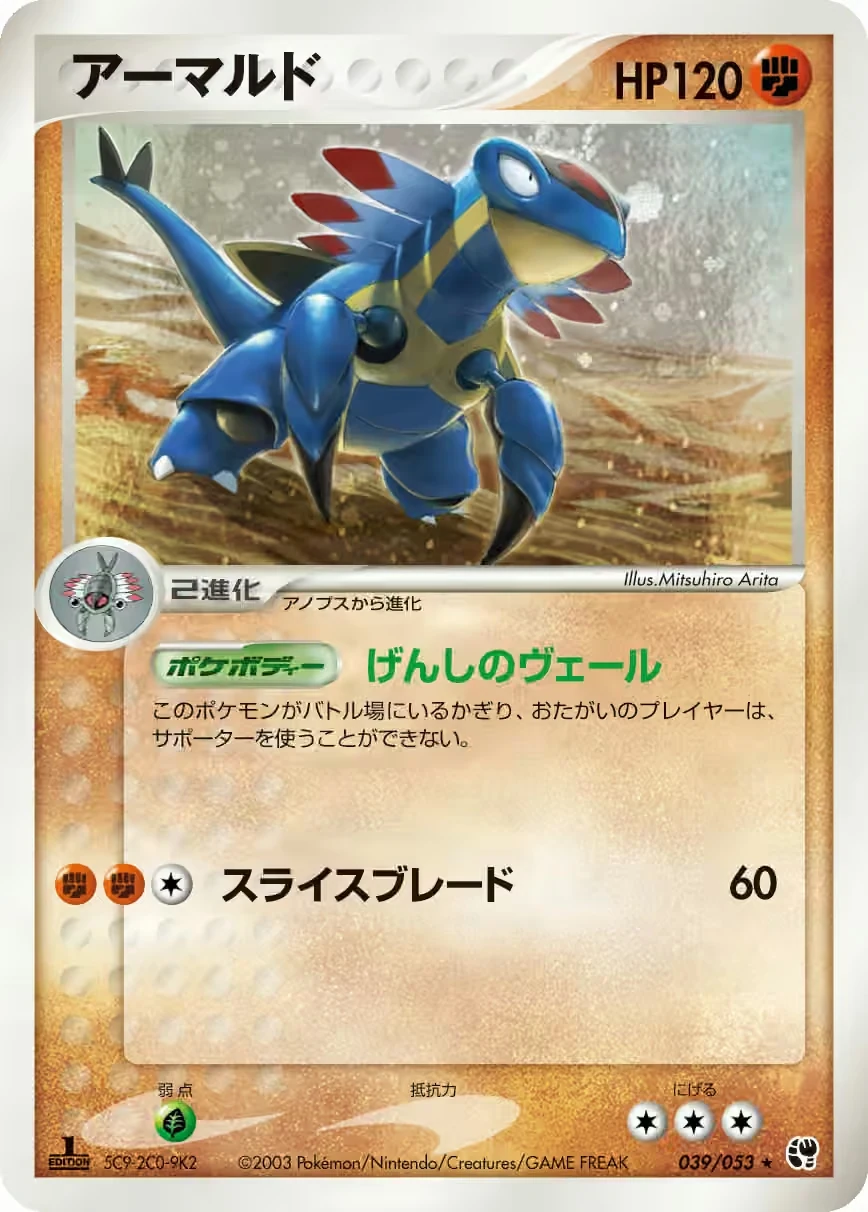 アーマルド
HP120
Illus.Mitsuhiro Arita
2進化
アノプスから進化
ポケボディー げんしのヴェール
このポケモンがバトル場にいるかぎり、おたがいのプレイヤーは、
サポーターを使うことができない。
スライスブレード 60
弱点 抵抗力 にげる
1 EDITION 5C9-2C0-9K2 ©2003 Pokémon/Nintendo/Creatures/GAME FREAK 039/053 ★